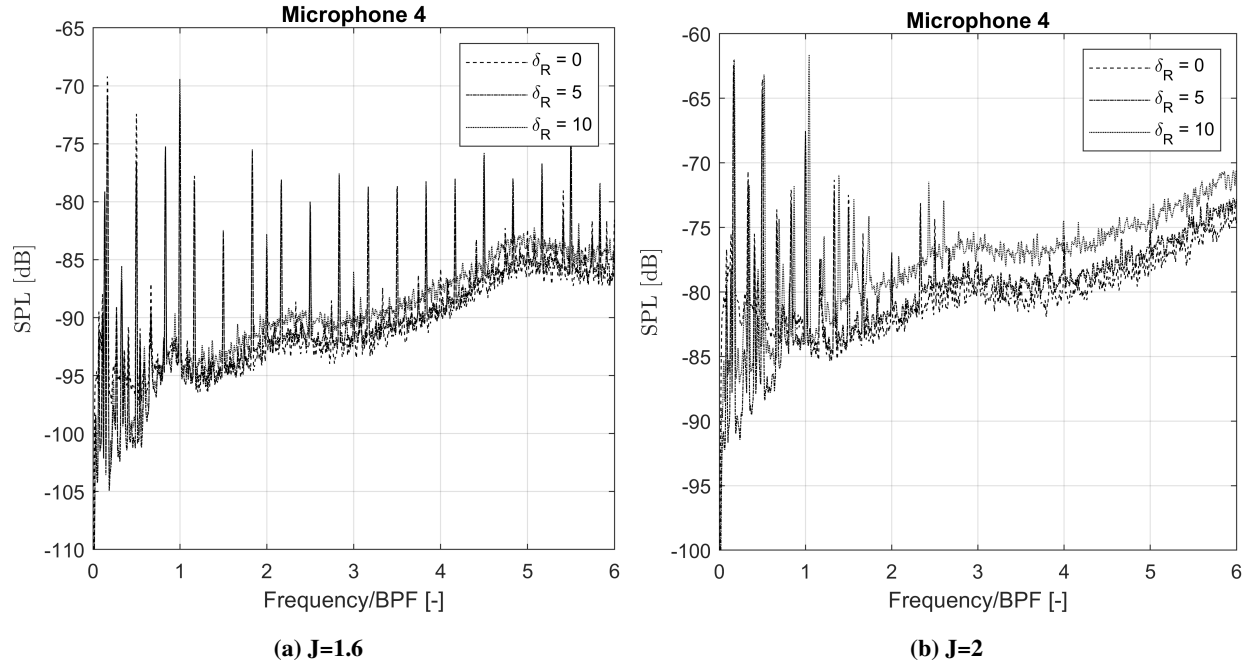 Microphone 4
-65
-70
-75
-80
-85
-90
-95
-100
-105
-110
SPL [dB]
δR = 0
δR = 5
δR = 10
0 1 2 3 4 5 6
Frequency/BPF [-]
(a) J=1.6
Microphone 4
-60
-65
-70
-75
-80
-85
-90
-95
-100
SPL [dB]
δR = 0
δR = 5
δR = 10
0 1 2 3 4 5 6
Frequency/BPF [-]
(b) J=2